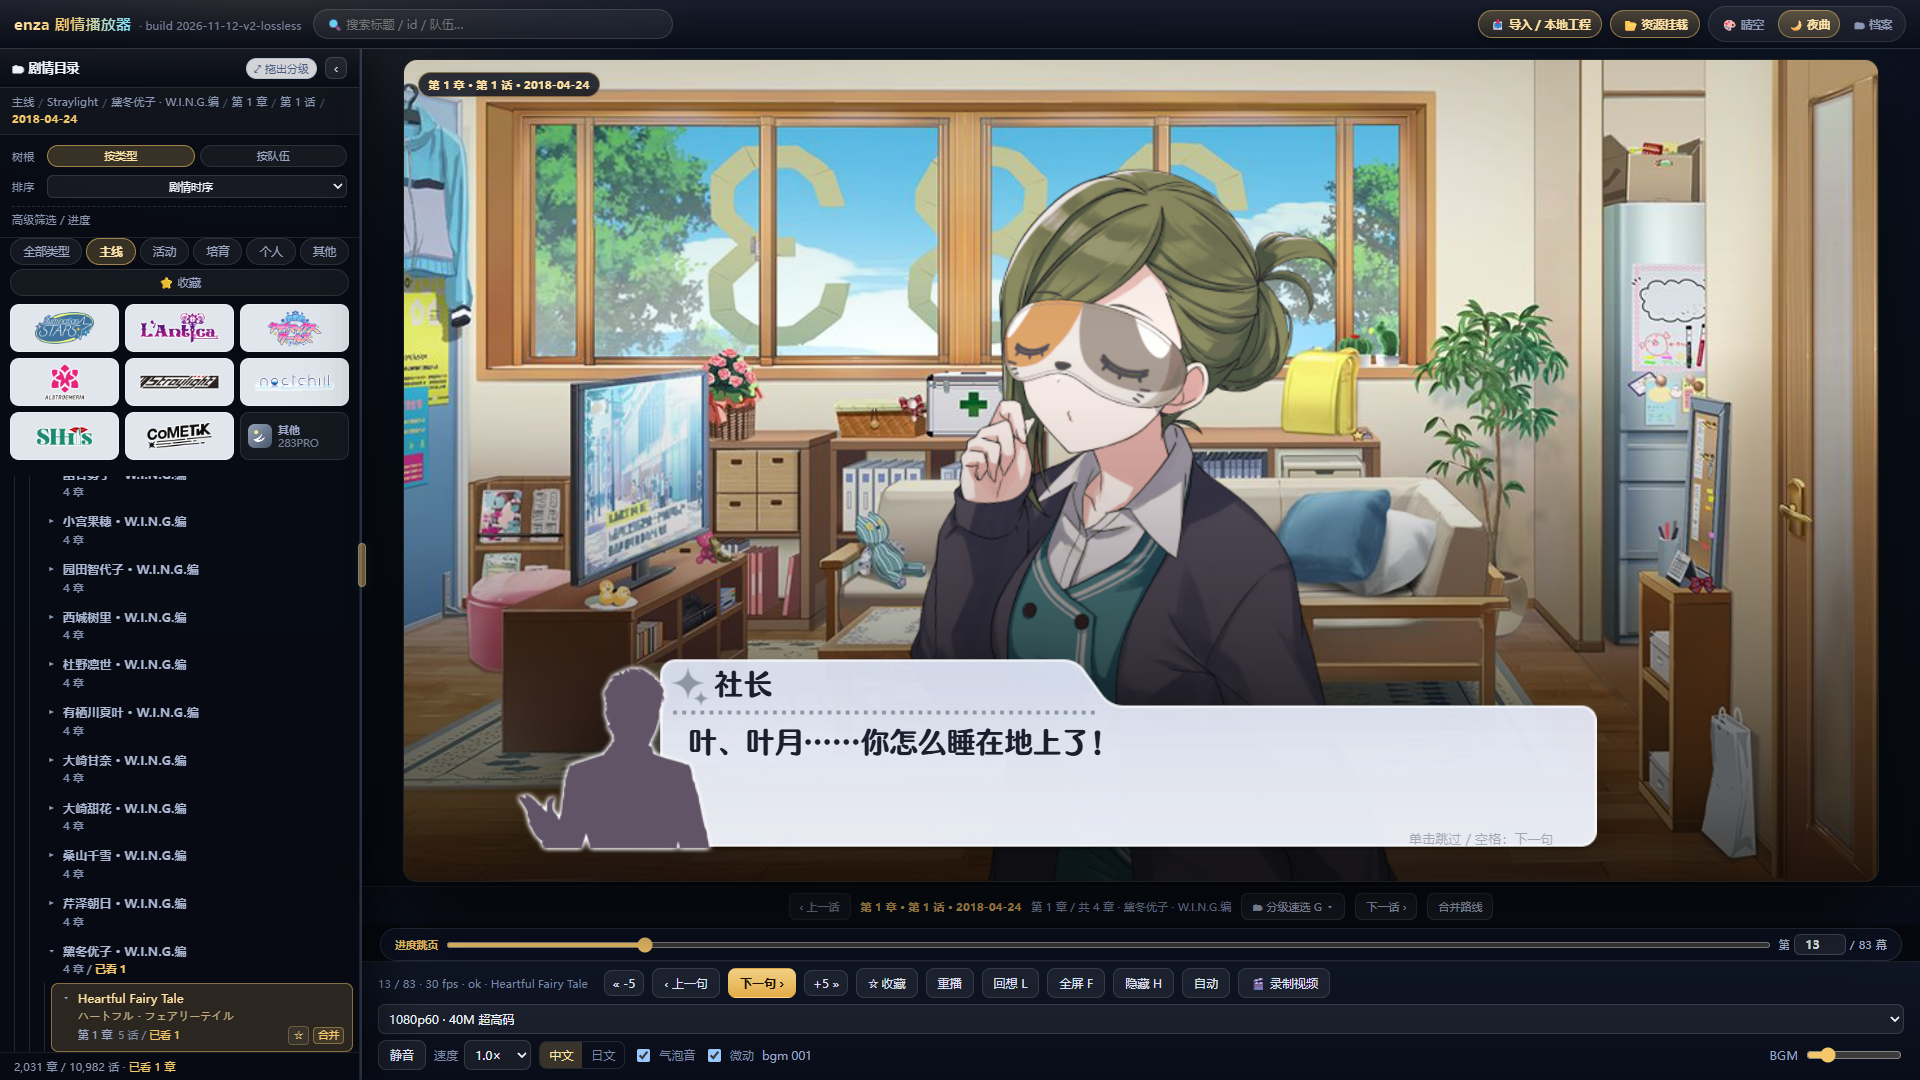 enza 剧情播放器 · build 2026-11-12-v2-lossless
搜索标题 / id / 队伍...
导入 / 本地工程
资源挂载
晴空
夜曲
档案
剧情目录
拖出分级
主线 / Straylight / 黛冬优子 · W.I.N.G.编 / 第 1 章 / 第 1 话 /
2018-04-24
树根
按类型
按队伍
排序
剧情时序
高级筛选 / 进度
全部类型
主线
活动
培育
个人
其他
收藏
illumination STARS
L'Antica
ALSTROEMERIA
Straylight
noctchill
SHHis
CoMETIK
其他
283PRO
4 章
小宫果穗 • W.I.N.G.编
4 章
园田智代子 • W.I.N.G.编
4 章
西城树里 • W.I.N.G.编
4 章
杜野凛世 • W.I.N.G.编
4 章
有栖川夏叶 • W.I.N.G.编
4 章
大崎甘奈 • W.I.N.G.编
4 章
大崎甜花 • W.I.N.G.编
4 章
桑山千雪 • W.I.N.G.编
4 章
芹泽朝日 • W.I.N.G.编
4 章
黛冬优子 • W.I.N.G.编
4 章 / 已看 1
Heartful Fairy Tale
ハートフル・フェアリーテイル
第 1 章 5 话 / 已看 1
合并
2,031 章 / 10,982 话 · 已看 1 章
第 1 章 • 第 1 话 • 2018-04-24
社长
叶、叶月……你怎么睡在地上了！
单击跳过 / 空格：下一句
‹ 上一话
第 1 章 • 第 1 话 • 2018-04-24
第 1 章 / 共 4 章 · 黛冬优子 · W.I.N.G.编
分级速选 G
下一话 ›
合并路线
进度跳页
第 13 / 83 幕
13 / 83 · 30 fps · ok · Heartful Fairy Tale
« -5
‹ 上一句
下一句 ›
+5 »
☆ 收藏
重播
回想 L
全屏 F
隐藏 H
自动
录制视频
1080p60 · 40M 超高码
静音
速度
1.0×
中文
日文
气泡音
微动
bgm 001
BGM